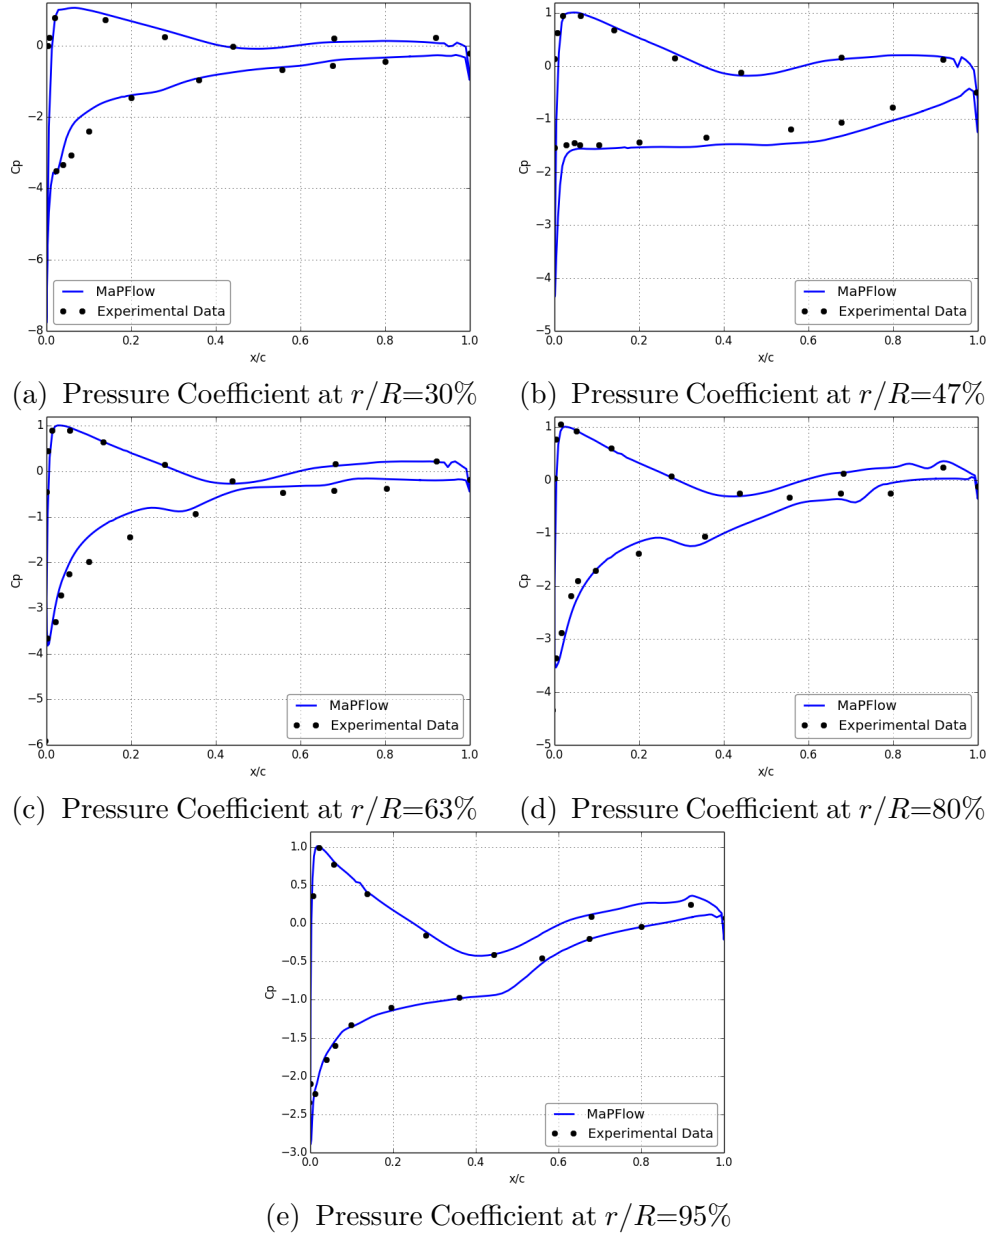 0
−2
−4
−6
−8
Cp
0.0 0.2 0.4 0.6 0.8 1.0
x/c
MaPFlow
Experimental Data
(a) Pressure Coefficient at r/R=30%
1
0
−1
−2
−3
−4
−5
Cp
0.0 0.2 0.4 0.6 0.8 1.0
x/c
MaPFlow
Experimental Data
(b) Pressure Coefficient at r/R=47%
1
0
−1
−2
−3
−4
−5
−6
Cp
0.0 0.2 0.4 0.6 0.8 1.0
x/c
MaPFlow
Experimental Data
(c) Pressure Coefficient at r/R=63%
1
0
−1
−2
−3
−4
−5
Cp
0.0 0.2 0.4 0.6 0.8 1.0
x/c
MaPFlow
Experimental Data
(d) Pressure Coefficient at r/R=80%
1.0
0.5
0.0
−0.5
−1.0
−1.5
−2.0
−2.5
−3.0
Cp
0.0 0.2 0.4 0.6 0.8 1.0
x/c
MaPFlow
Experimental Data
(e) Pressure Coefficient at r/R=95%